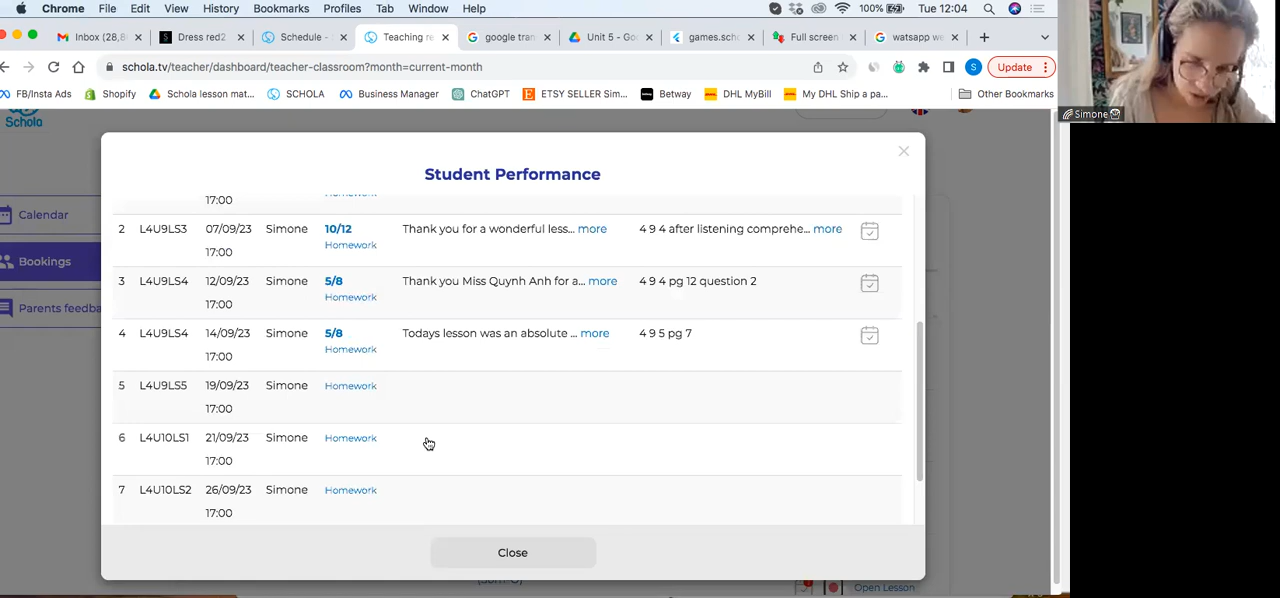 Chrome File Edit View History Bookmarks Profiles Tab Window Help 100% Tue 12:04
Inbox (28,8 Dress red2 Schedule - Teaching re google tran Unit 5 - Go games.sch Full screen watsapp we
schola.tv/teacher/dashboard/teacher-classroom?month=current-month S Update
FB/Insta Ads Shopify Schola lesson mat... SCHOLA Business Manager ChatGPT ETSY SELLER Sim... Betway DHL MyBill My DHL Ship a pa... Other Bookmarks
Simone
Schola
Calendar
Bookings
Parents feedba
Student Performance
17:00 Homework
2 L4U9LS3 07/09/23 Simone 10/12 Thank you for a wonderful less... more 4 9 4 after listening comprehe... more
17:00 Homework
3 L4U9LS4 12/09/23 Simone 5/8 Thank you Miss Quynh Anh for a... more 4 9 4 pg 12 question 2
17:00 Homework
4 L4U9LS4 14/09/23 Simone 5/8 Todays lesson was an absolute ... more 4 9 5 pg 7
17:00 Homework
5 L4U9LS5 19/09/23 Simone Homework
17:00
6 L4U10LS1 21/09/23 Simone Homework
17:00
7 L4U10LS2 26/09/23 Simone Homework
17:00
Close
Open Lesson